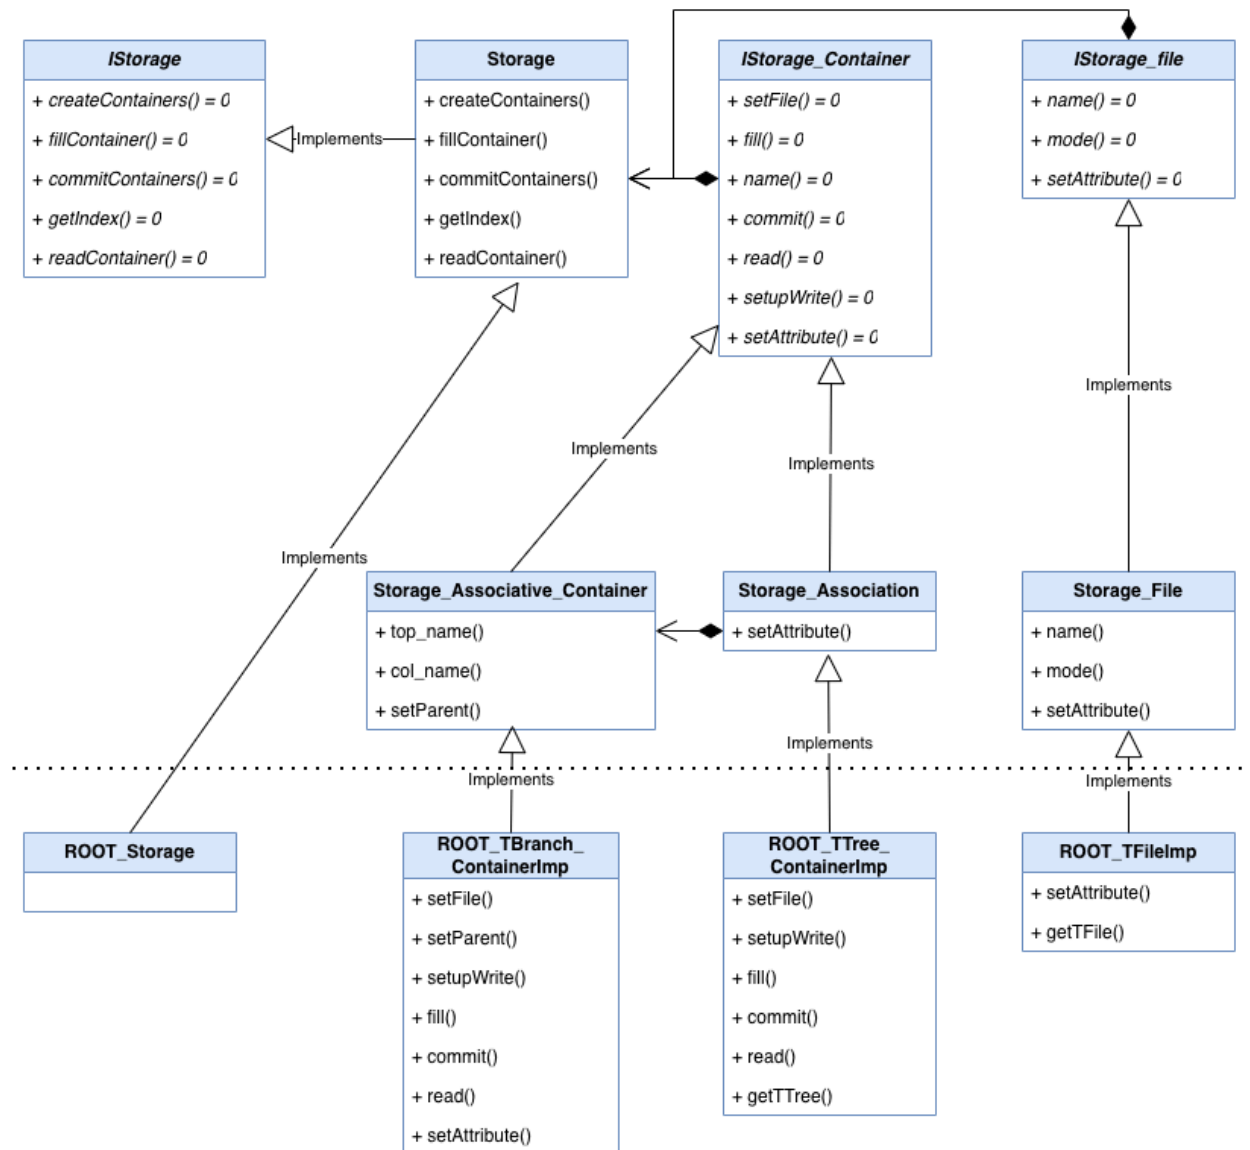 IStorage
+ createContainers() = 0
+ fillContainer() = 0
+ commitContainers() = 0
+ getIndex() = 0
+ readContainer() = 0
Implements
Storage
+ createContainers()
+ fillContainer()
+ commitContainers()
+ getIndex()
+ readContainer()
IStorage_Container
+ setFile() = 0
+ fill() = 0
+ name() = 0
+ commit() = 0
+ read() = 0
+ setupWrite() = 0
+ setAttribute() = 0
IStorage_file
+ name() = 0
+ mode() = 0
+ setAttribute() = 0
Implements
Implements
Implements
Implements
Storage_Associative_Container
+ top_name()
+ col_name()
+ setParent()
Storage_Association
+ setAttribute()
Storage_File
+ name()
+ mode()
+ setAttribute()
Implements
Implements
Implements
ROOT_Storage
ROOT_TBranch_
ContainerImp
+ setFile()
+ setParent()
+ setupWrite()
+ fill()
+ commit()
+ read()
+ setAttribute()
ROOT_TTree_
ContainerImp
+ setFile()
+ setupWrite()
+ fill()
+ commit()
+ read()
+ getTTree()
ROOT_TFileImp
+ setAttribute()
+ getTFile()